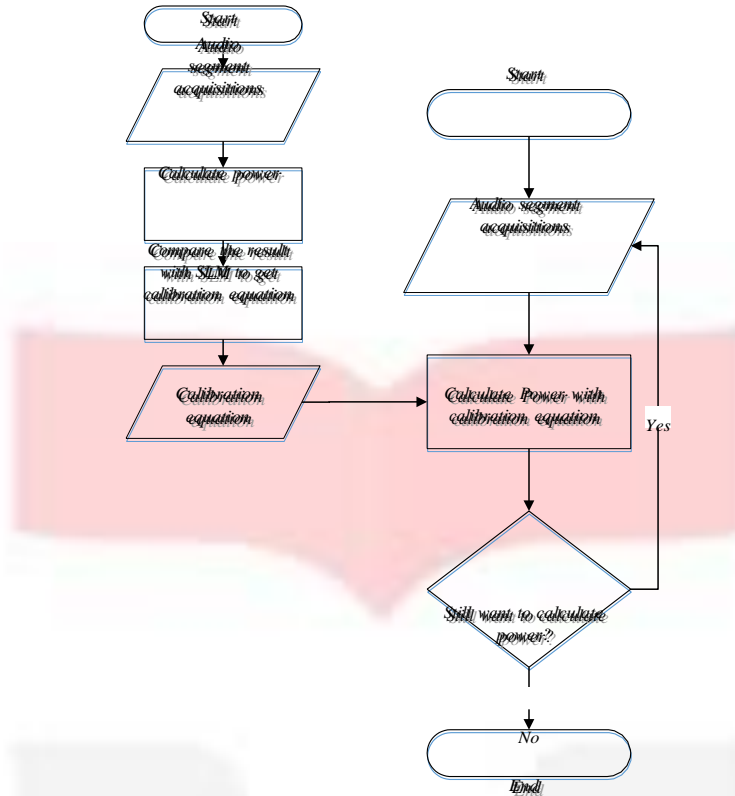 Start
Audio
segment
acquisitions
Calculate power
Compare the result
with SLM to get
calibration equation
Calibration
equation
Start
Audio segment
acquisitions
Calculate Power with
calibration equation
Yes
Still want to calculate
power?
No
End